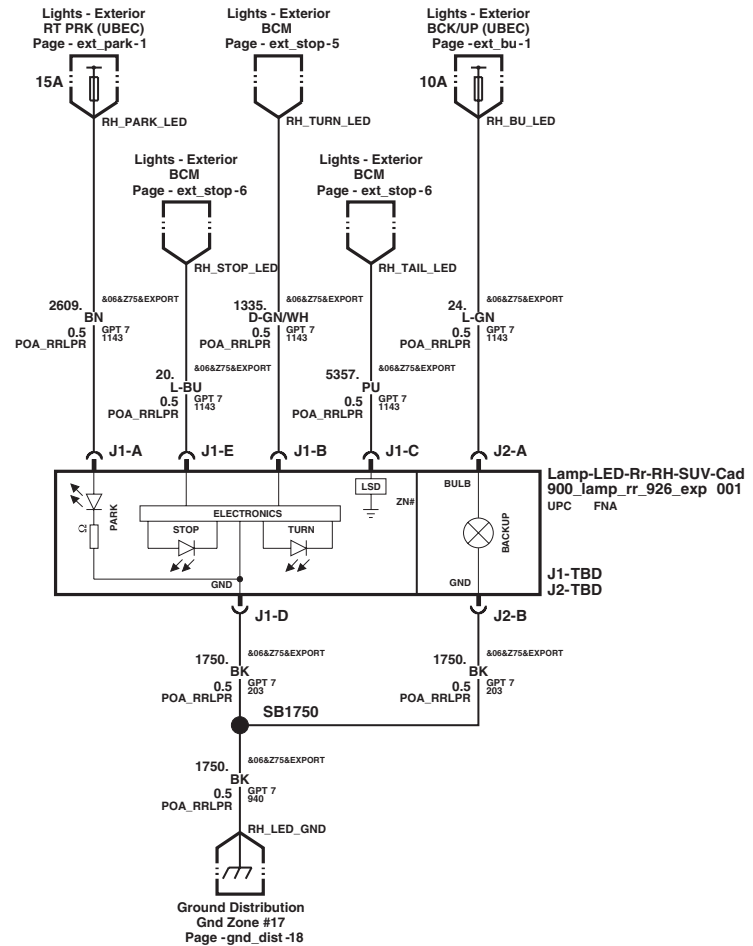 Lights - Exterior
RT PRK (UBEC)
Page - ext_park-1
Lights - Exterior
BCM
Page - ext_stop-5
Lights - Exterior
BCK/UP (UBEC)
Page -ext_bu-1
15A
10A
RH_PARK_LED
RH_TURN_LED
RH_BU_LED
Lights - Exterior
BCM
Page - ext_stop-6
Lights - Exterior
BCM
Page - ext_stop-6
RH_STOP_LED
RH_TAIL_LED
2609.
&06&Z75&EXPORT
BN
0.5
GPT 7
1143
POA_RRLPR
1335.
&06&Z75&EXPORT
D-GN/WH
0.5
GPT 7
1143
POA_RRLPR
24.
&06&Z75&EXPORT
L-GN
0.5
GPT 7
1143
POA_RRLPR
20.
&06&Z75&EXPORT
L-BU
0.5
GPT 7
1143
POA_RRLPR
5357.
&06&Z75&EXPORT
PU
0.5
GPT 7
1143
POA_RRLPR
J1-A
J1-E
J1-B
J1-C
J2-A
Lamp-LED-Rr-RH-SUV-Cad
900_lamp_rr_926_exp 001
UPC FNA
PARK
Ω
ELECTRONICS
STOP
TURN
GND
LSD
ZN#
BULB
BACKUP
GND
J1-TBD
J2-TBD
J1-D
J2-B
1750.
&06&Z75&EXPORT
BK
0.5
GPT 7
203
POA_RRLPR
1750.
&06&Z75&EXPORT
BK
0.5
GPT 7
203
POA_RRLPR
SB1750
1750.
&06&Z75&EXPORT
BK
0.5
GPT 7
940
POA_RRLPR
RH_LED_GND
Ground Distribution
Gnd Zone #17
Page -gnd_dist-18